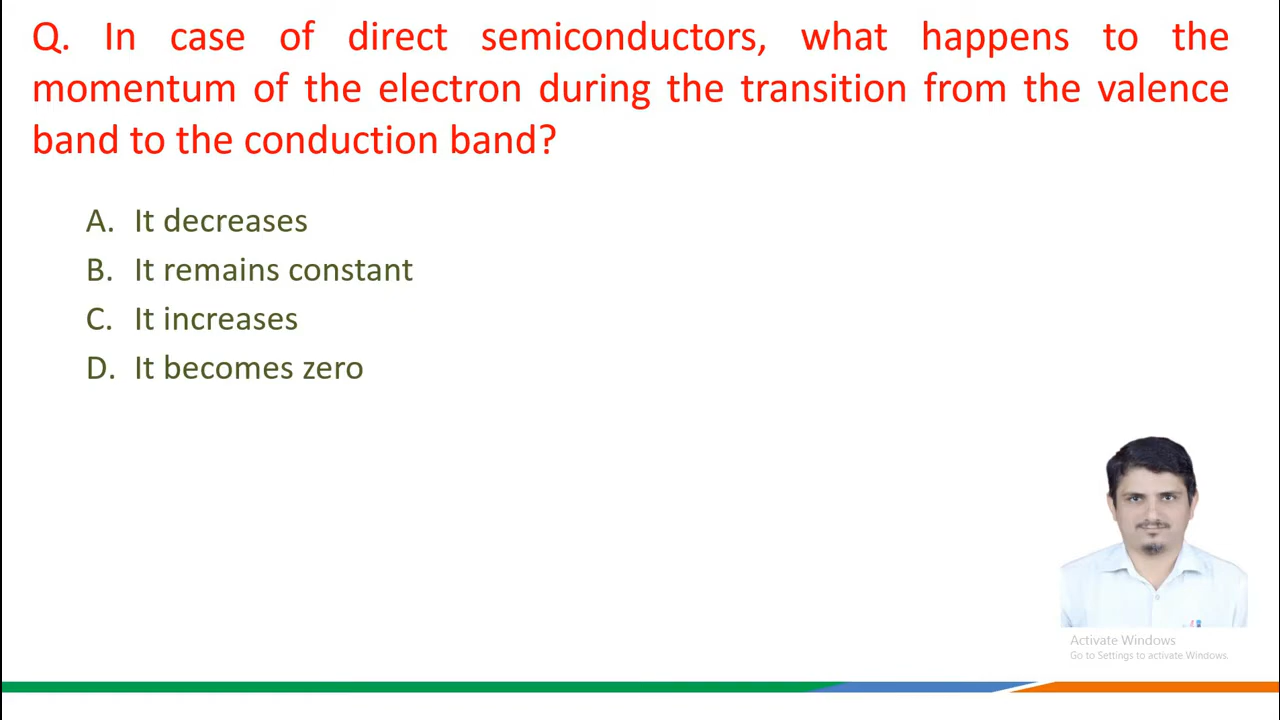 Q. In case of direct semiconductors, what happens to the
momentum of the electron during the transition from the valence
band to the conduction band?
A. It decreases
B. It remains constant
C. It increases
D. It becomes zero
Activate Windows
Go to Settings to activate Windows.